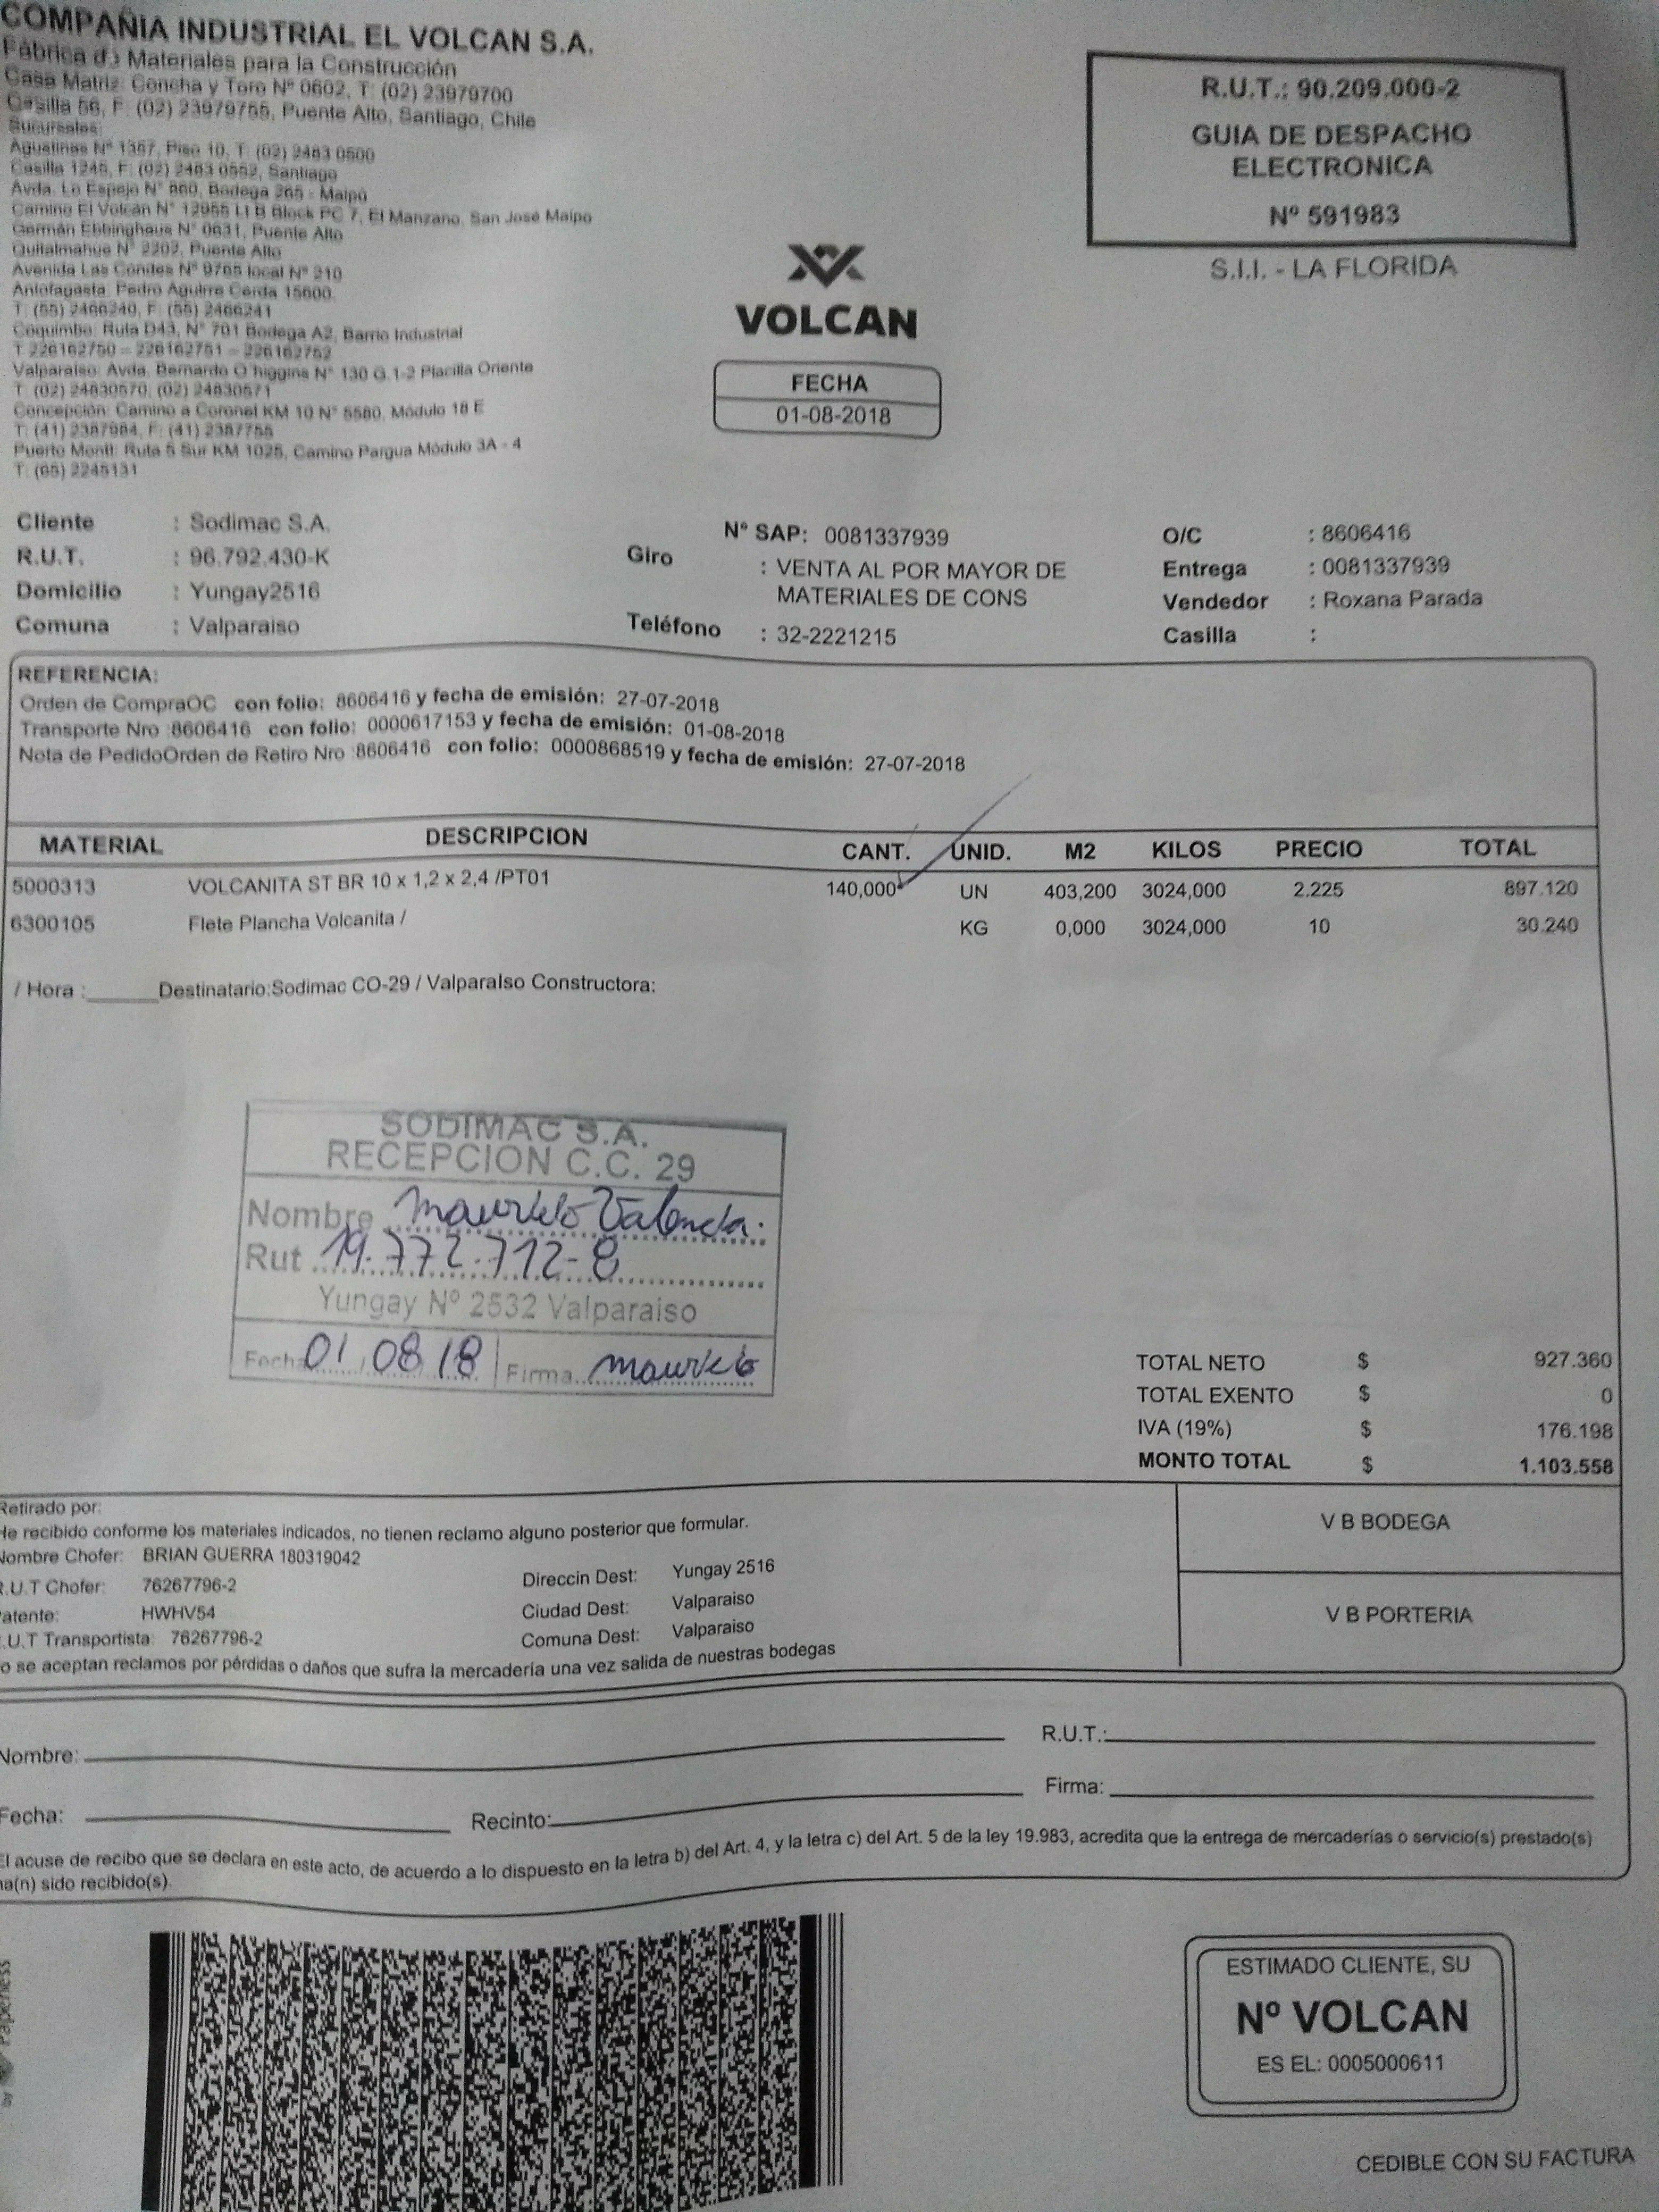 COMPAÑIA INDUSTRIAL EL VOLCAN S.A.
Fábrica de Materiales para la Construcción
Casa Matriz: Concha y Toro Nº 0602, T: (02) 23979700
Casilla 56, F: (02) 23979755, Puente Alto, Santiago, Chile
Sucursales:
Agustinas Nº 1357, Piso 10, T: (02) 2483 0500
Casilla 1245, F: (02) 2483 0552, Santiago
Avda. Lo Espejo N° 860, Bodega 265 - Maipú
Camino El Volcán N° 12955 Lt B Block PC 7, El Manzano, San José Maipo
Germán Ebbinghaus N° 0631, Puente Alto
Quitalmahue N° 2202, Puente Alto
Avenida Las Condes Nº 9765 local Nº 210
Antofagasta: Pedro Aguirre Cerda 15600.
T: (55) 2466240, F: (55) 2466241
Coquimbo: Ruta D43, N° 701 Bodega A2, Barrio Industrial
T 226162750 – 226162751 – 226162752
Valparaíso: Avda. Bernardo O´higgins N° 130 G.1-2 Placilla Oriente
T: (02) 24830570, (02) 24830571
Concepción: Camino a Coronel KM 10 N° 5580, Módulo 18 E
T: (41) 2387984, F: (41) 2387755
Puerto Montt: Ruta 5 Sur KM 1025, Camino Pargua Módulo 3A - 4
T: (65) 2245131
R.U.T.: 90.209.000-2
GUIA DE DESPACHO
ELECTRONICA
Nº 591983
S.I.I. - LA FLORIDA
VOLCAN
FECHA
01-08-2018
Cliente : Sodimac S.A.
R.U.T. : 96.792.430-K
Domicilio : Yungay2516
Comuna : Valparaiso
N° SAP: 0081337939
Giro : VENTA AL POR MAYOR DE
MATERIALES DE CONS
Teléfono : 32-2221215
O/C : 8606416
Entrega : 0081337939
Vendedor : Roxana Parada
Casilla :
REFERENCIA:
Orden de CompraOC con folio: 8606416 y fecha de emisión: 27-07-2018
Transporte Nro :8606416 con folio: 0000617153 y fecha de emisión: 01-08-2018
Nota de PedidoOrden de Retiro Nro :8606416 con folio: 0000868519 y fecha de emisión: 27-07-2018
MATERIAL DESCRIPCION CANT. UNID. M2 KILOS PRECIO TOTAL
5000313 VOLCANITA ST BR 10 x 1,2 x 2,4 /PT01 140,000 UN 403,200 3024,000 2.225 897.120
6300105 Flete Plancha Volcanita / KG 0,000 3024,000 10 30.240
/ Hora :______Destinatario:Sodimac CO-29 / ValparaIso Constructora:
SODIMAC S.A.
RECEPCION C.C. 29
Nombre Mauricio Valencia.
Rut 19.772.712-8
Yungay Nº 2532 Valparaiso
Fecha 01/08/18 Firma Mauricio
TOTAL NETO $ 927.360
TOTAL EXENTO $ 0
IVA (19%) $ 176.198
MONTO TOTAL $ 1.103.558
Retirado por:
He recibido conforme los materiales indicados, no tienen reclamo alguno posterior que formular.
Nombre Chofer: BRIAN GUERRA 180319042
R.U.T Chofer: 76267796-2
Patente: HWHV54
R.U.T Transportista: 76267796-2
Direccin Dest: Yungay 2516
Ciudad Dest: Valparaiso
Comuna Dest: Valparaiso
No se aceptan reclamos por pérdidas o daños que sufra la mercadería una vez salida de nuestras bodegas
V B BODEGA
V B PORTERIA
Nombre: R.U.T.:
Fecha: Recinto: Firma:
El acuse de recibo que se declara en este acto, de acuerdo a lo dispuesto en la letra b) del Art. 4, y la letra c) del Art. 5 de la ley 19.983, acredita que la entrega de mercaderías o servicio(s) prestado(s)
ha(n) sido recibido(s).
by Paperless
ESTIMADO CLIENTE, SU
Nº VOLCAN
ES EL: 0005000611
CEDIBLE CON SU FACTURA